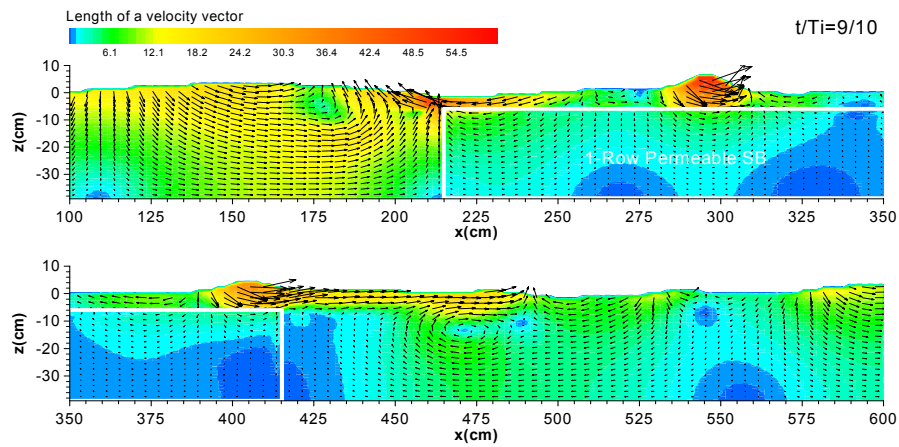 Length of a velocity vector
6.1 12.1 18.2 24.2 30.3 36.4 42.4 48.5 54.5
t/Ti=9/10
10
0
-10
-20
-30
z(cm)
1-Row Permeable SB
100 125 150 175 200 225 250 275 300 325 350
x(cm)
10
0
-10
-20
-30
z(cm)
350 375 400 425 450 475 500 525 550 575 600
x(cm)